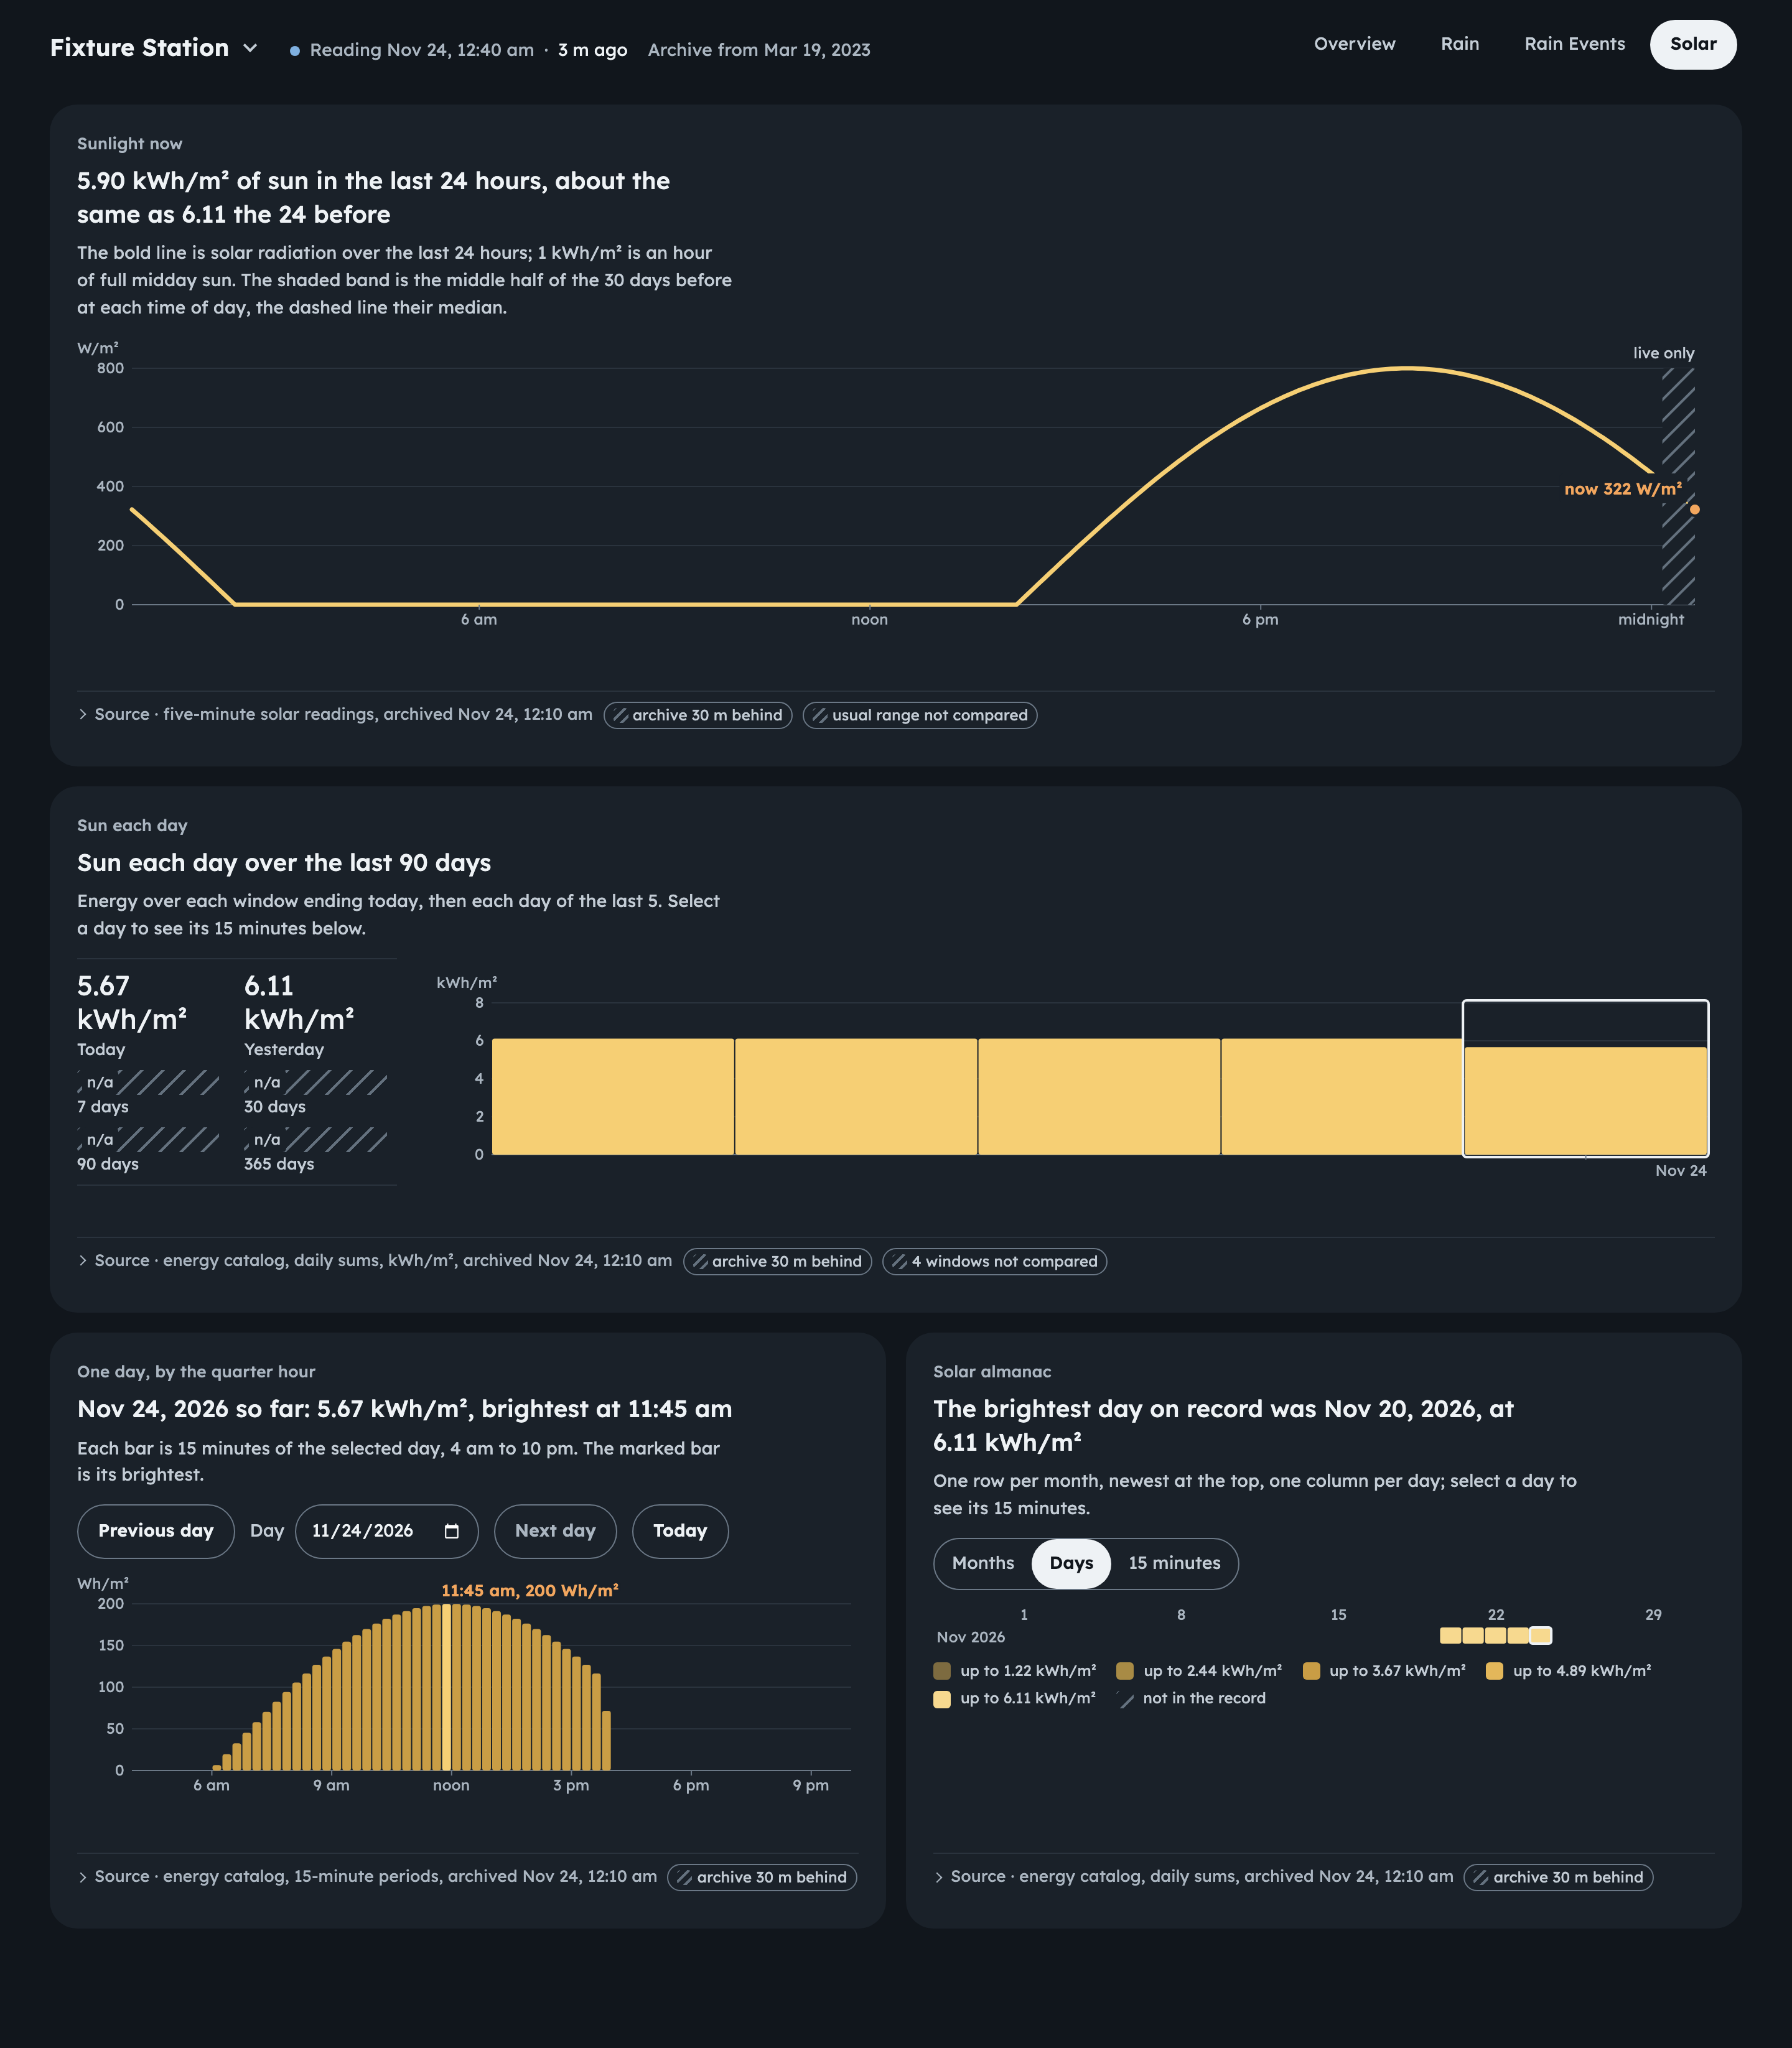 Fixture Station
Reading Nov 24, 12:40 am · 3 m ago Archive from Mar 19, 2023
Overview Rain Rain Events Solar
Sunlight now
5.90 kWh/m² of sun in the last 24 hours, about the
same as 6.11 the 24 before
The bold line is solar radiation over the last 24 hours; 1 kWh/m² is an hour
of full midday sun. The shaded band is the middle half of the 30 days before
at each time of day, the dashed line their median.
W/m²
live only
800
600
400
now 322 W/m²
200
0
6 am noon 6 pm midnight
Source · five-minute solar readings, archived Nov 24, 12:10 am archive 30 m behind usual range not compared
Sun each day
Sun each day over the last 90 days
Energy over each window ending today, then each day of the last 5. Select
a day to see its 15 minutes below.
5.67
kWh/m²
Today
6.11
kWh/m²
Yesterday
n/a
7 days
n/a
30 days
n/a
90 days
n/a
365 days
kWh/m²
8
6
4
2
0
Nov 24
Source · energy catalog, daily sums, kWh/m², archived Nov 24, 12:10 am archive 30 m behind 4 windows not compared
One day, by the quarter hour
Nov 24, 2026 so far: 5.67 kWh/m², brightest at 11:45 am
Each bar is 15 minutes of the selected day, 4 am to 10 pm. The marked bar
is its brightest.
Previous day Day 11/24/2026 Next day Today
Wh/m²
11:45 am, 200 Wh/m²
200
150
100
50
0
6 am 9 am noon 3 pm 6 pm 9 pm
Source · energy catalog, 15-minute periods, archived Nov 24, 12:10 am archive 30 m behind
Solar almanac
The brightest day on record was Nov 20, 2026, at
6.11 kWh/m²
One row per month, newest at the top, one column per day; select a day to
see its 15 minutes.
Months Days 15 minutes
1 8 15 22 29
Nov 2026
up to 1.22 kWh/m² up to 2.44 kWh/m² up to 3.67 kWh/m² up to 4.89 kWh/m²
up to 6.11 kWh/m² not in the record
Source · energy catalog, daily sums, archived Nov 24, 12:10 am archive 30 m behind